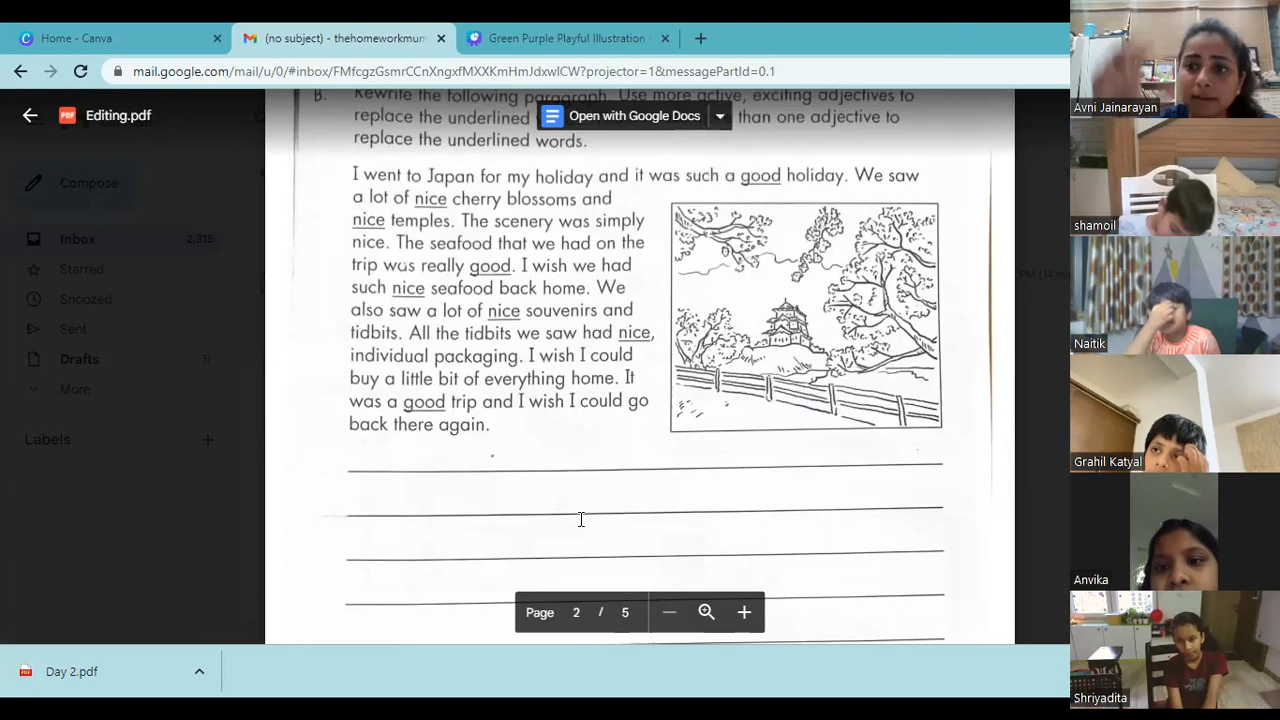 Home - Canva
(no subject) - thehomeworkmum
Green Purple Playful Illustration
mail.google.com/mail/u/0/#inbox/FMfcgzGsmrCCnXngxfMXXKmHmJdxwlCW?projector=1&messagePartId=0.1
Editing.pdf
Open with Google Docs
B. Rewrite the following paragraph. Use more active, exciting adjectives to
replace the underlined than one adjective to
replace the underlined words.
I went to Japan for my holiday and it was such a good holiday. We saw
a lot of nice cherry blossoms and
nice temples. The scenery was simply
nice. The seafood that we had on the
trip was really good. I wish we had
such nice seafood back home. We
also saw a lot of nice souvenirs and
tidbits. All the tidbits we saw had nice,
individual packaging. I wish I could
buy a little bit of everything home. It
was a good trip and I wish I could go
back there again.
Compose
Inbox 2,316
Starred
Snoozed
Sent
Drafts
More
Labels
PM (14 min
Page 2 / 5
Day 2.pdf
Avni Jainarayan
shamoil
Naitik
Grahil Katyal
Anvika
Shriyadita